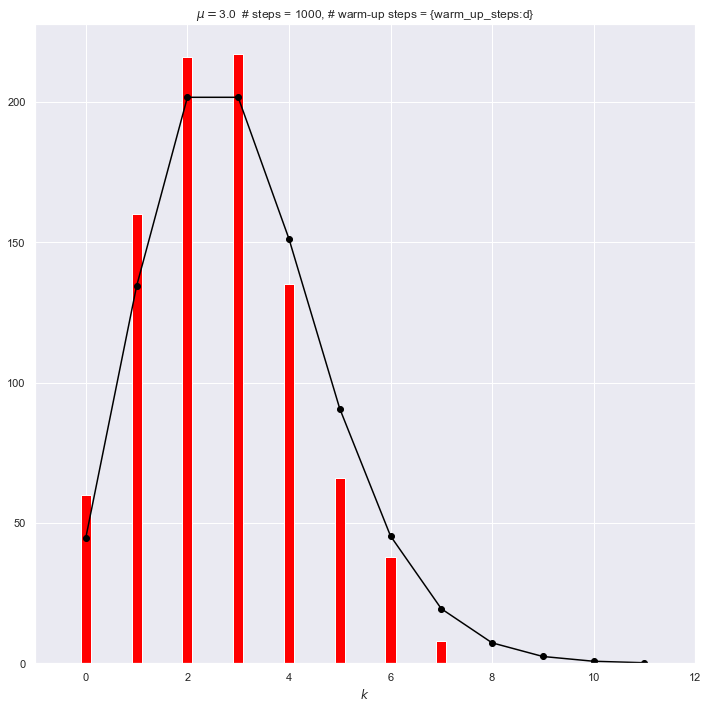 μ = 3.0 # steps = 1000, # warm-up steps = {warm_up_steps:d}
200
150
100
50
0
0 2 4 6 8 10 12
k